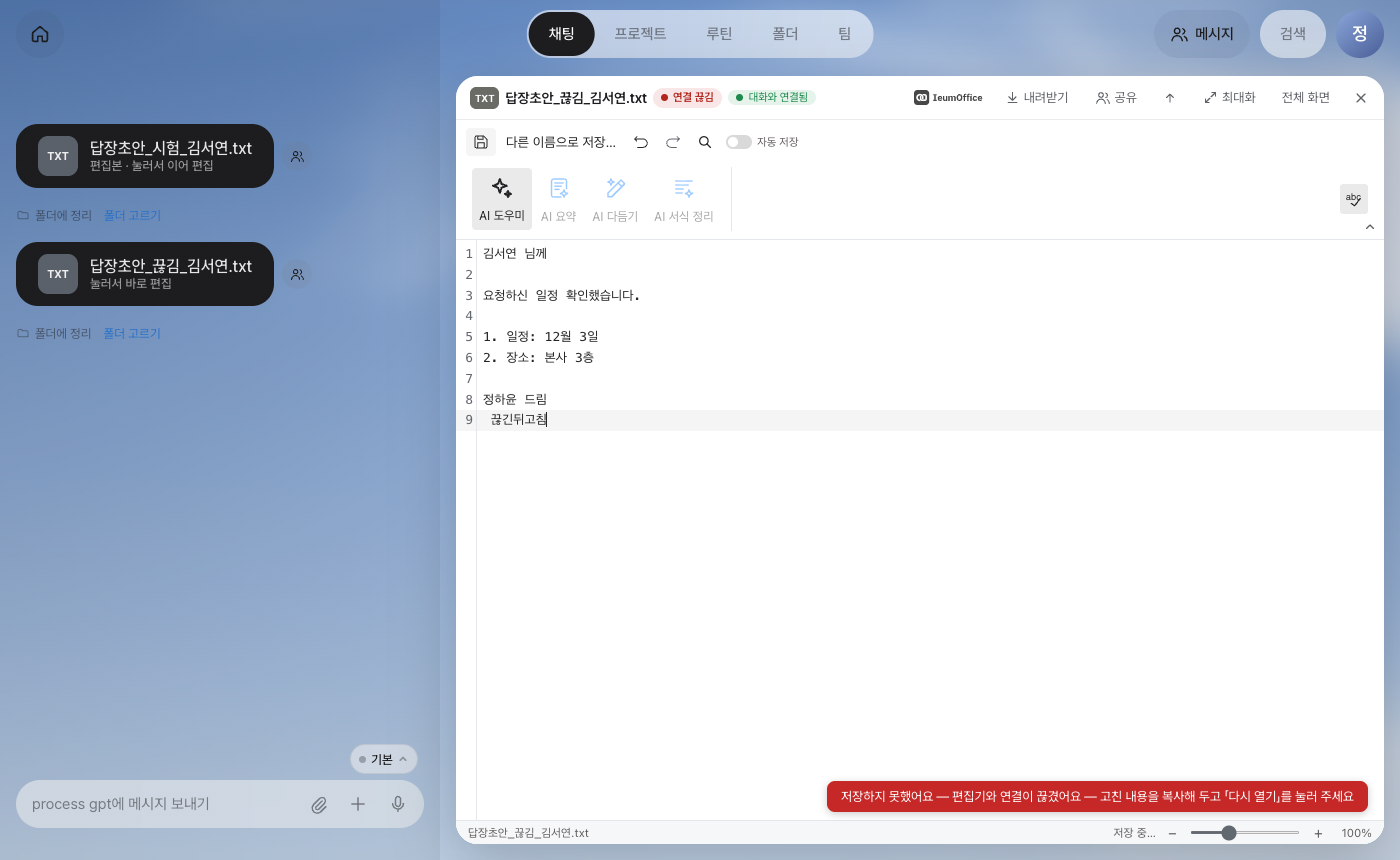 채팅
프로젝트
루틴
폴더
팀
메시지
검색
정
TXT
답장초안_시험_김서연.txt
편집본 · 눌러서 이어 편집
폴더에 정리
폴더 고르기
TXT
답장초안_끊김_김서연.txt
눌러서 바로 편집
폴더에 정리
폴더 고르기
기본
process gpt에 메시지 보내기
TXT
답장초안_끊김_김서연.txt
연결 끊김
대화와 연결됨
IeumOffice
내려받기
공유
최대화
전체 화면
다른 이름으로 저장...
자동 저장
AI 도우미
AI 요약
AI 다듬기
AI 서식 정리
abc
1 김서연 님께
2
3 요청하신 일정 확인했습니다.
4
5 1. 일정: 12월 3일
6 2. 장소: 본사 3층
7
8 정하윤 드림
9 끊긴뒤고침
저장하지 못했어요 — 편집기와 연결이 끊겼어요 — 고친 내용을 복사해 두고 「다시 열기」를 눌러 주세요
답장초안_끊김_김서연.txt
저장 중...
100%